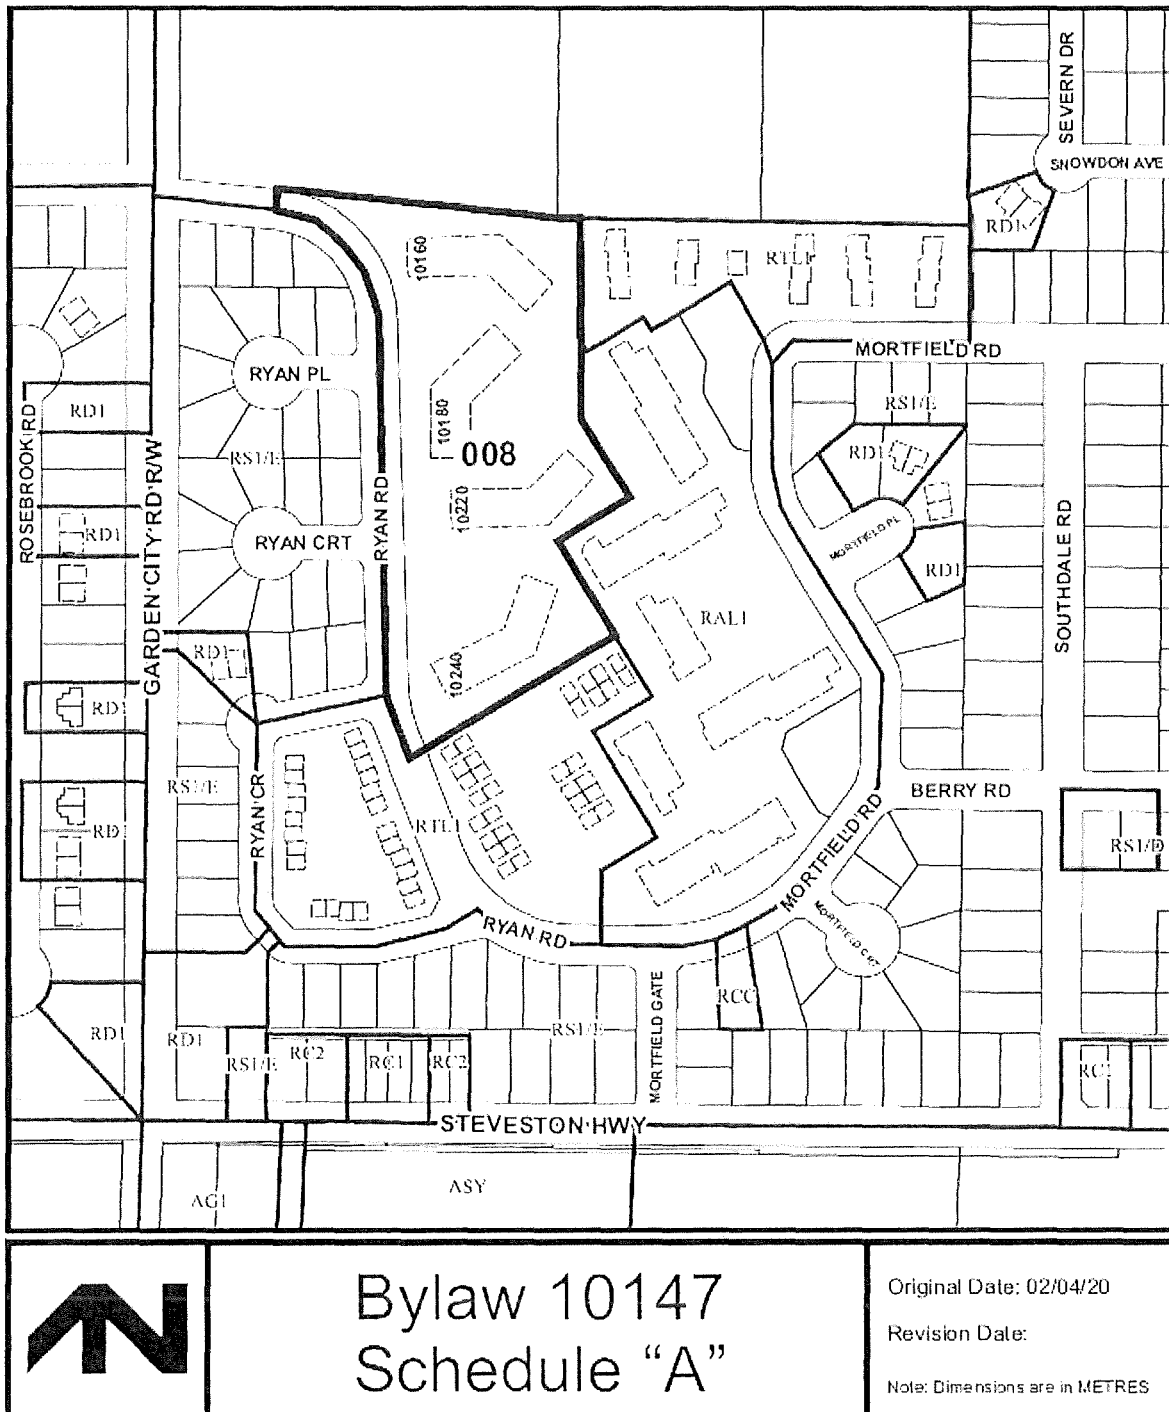 SEVERN DR
SNOWDON AVE
RD1
10160
RTL1
MORTFIELD RD
RYAN PL
RD1
RS1/E
ROSEBROOK RD
GARDEN CITY RD R/W
10180
008
RS1/E
RD1
RYAN RD
10220
RD1
RYAN CRT
MORTFIELD PL
RD1
SOUTHDALE RD
RAL1
RD1
10240
RD1
RS1/E
RYAN CR
BERRY RD
RTL1
RD1
MORTFIELD RD
RS1/D
RYAN RD
MORTFIELD CRT
MORTFIELD GATE
RCC
RD1
RD1
RS1/E
RC2
RC1
RC2
RS1/E
RC1
STEVESTON HWY
AG1
ASY
Bylaw 10147
Schedule “A”
Original Date: 02/04/20
Revision Date:
Note: Dimensions are in METRES